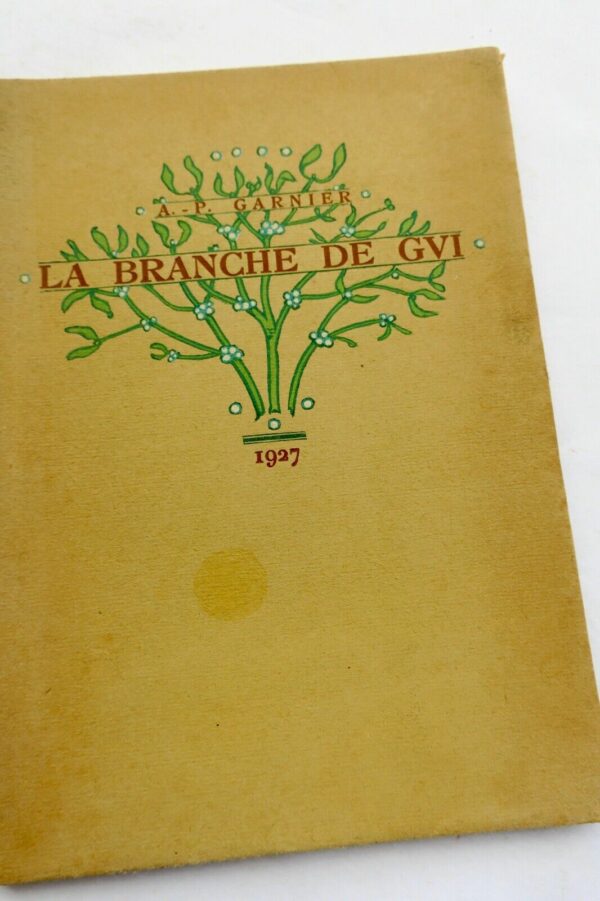 A.-P. GARNIER
LA BRANCHE DE GVI
1927